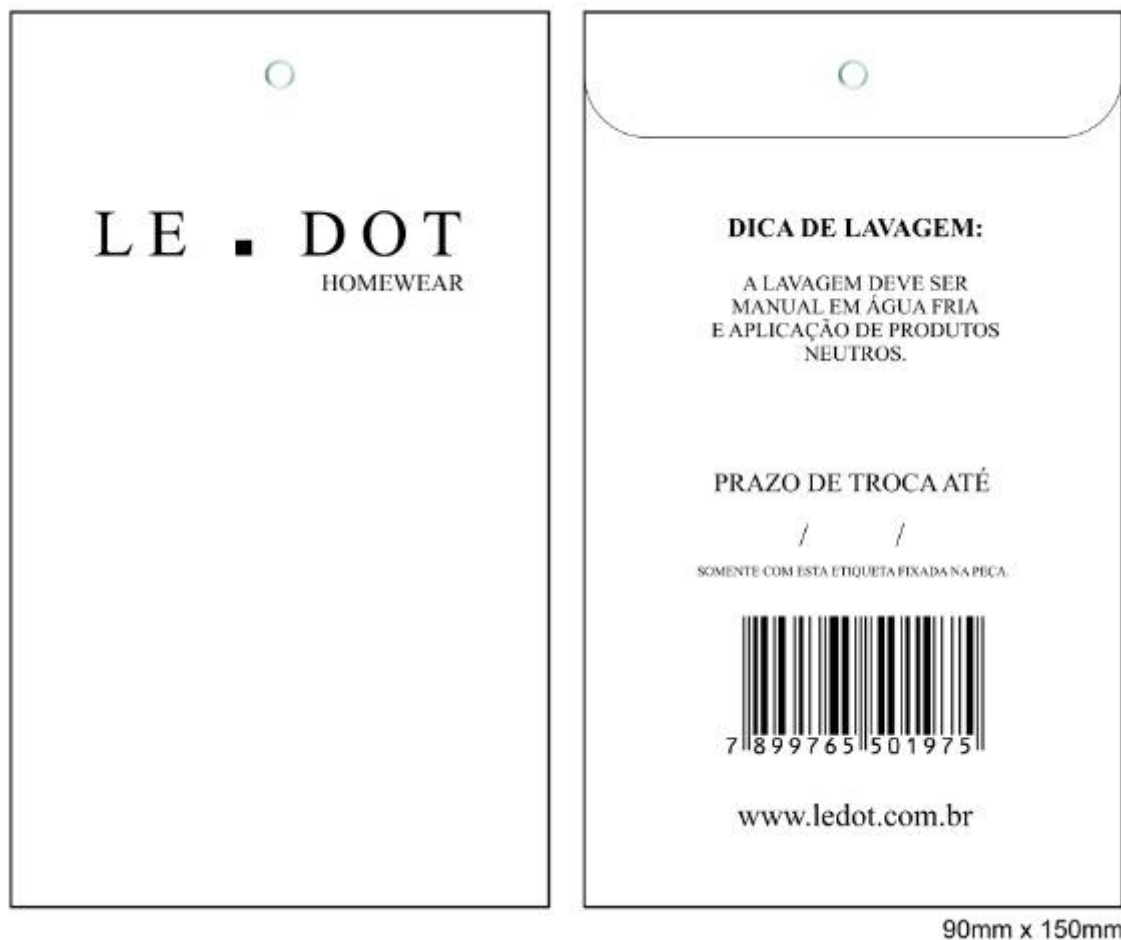 LE . DOT
HOMEWEAR
DICA DE LAVAGEM:
A LAVAGEM DEVE SER
MANUAL EM ÁGUA FRIA
E APLICAÇÃO DE PRODUTOS
NEUTROS.
PRAZO DE TROCA ATÉ
/ /
SOMENTE COM ESTA ETIQUETA FIXADA NA PEÇA.
7 899765 501975
www.ledot.com.br
90mm x 150mm